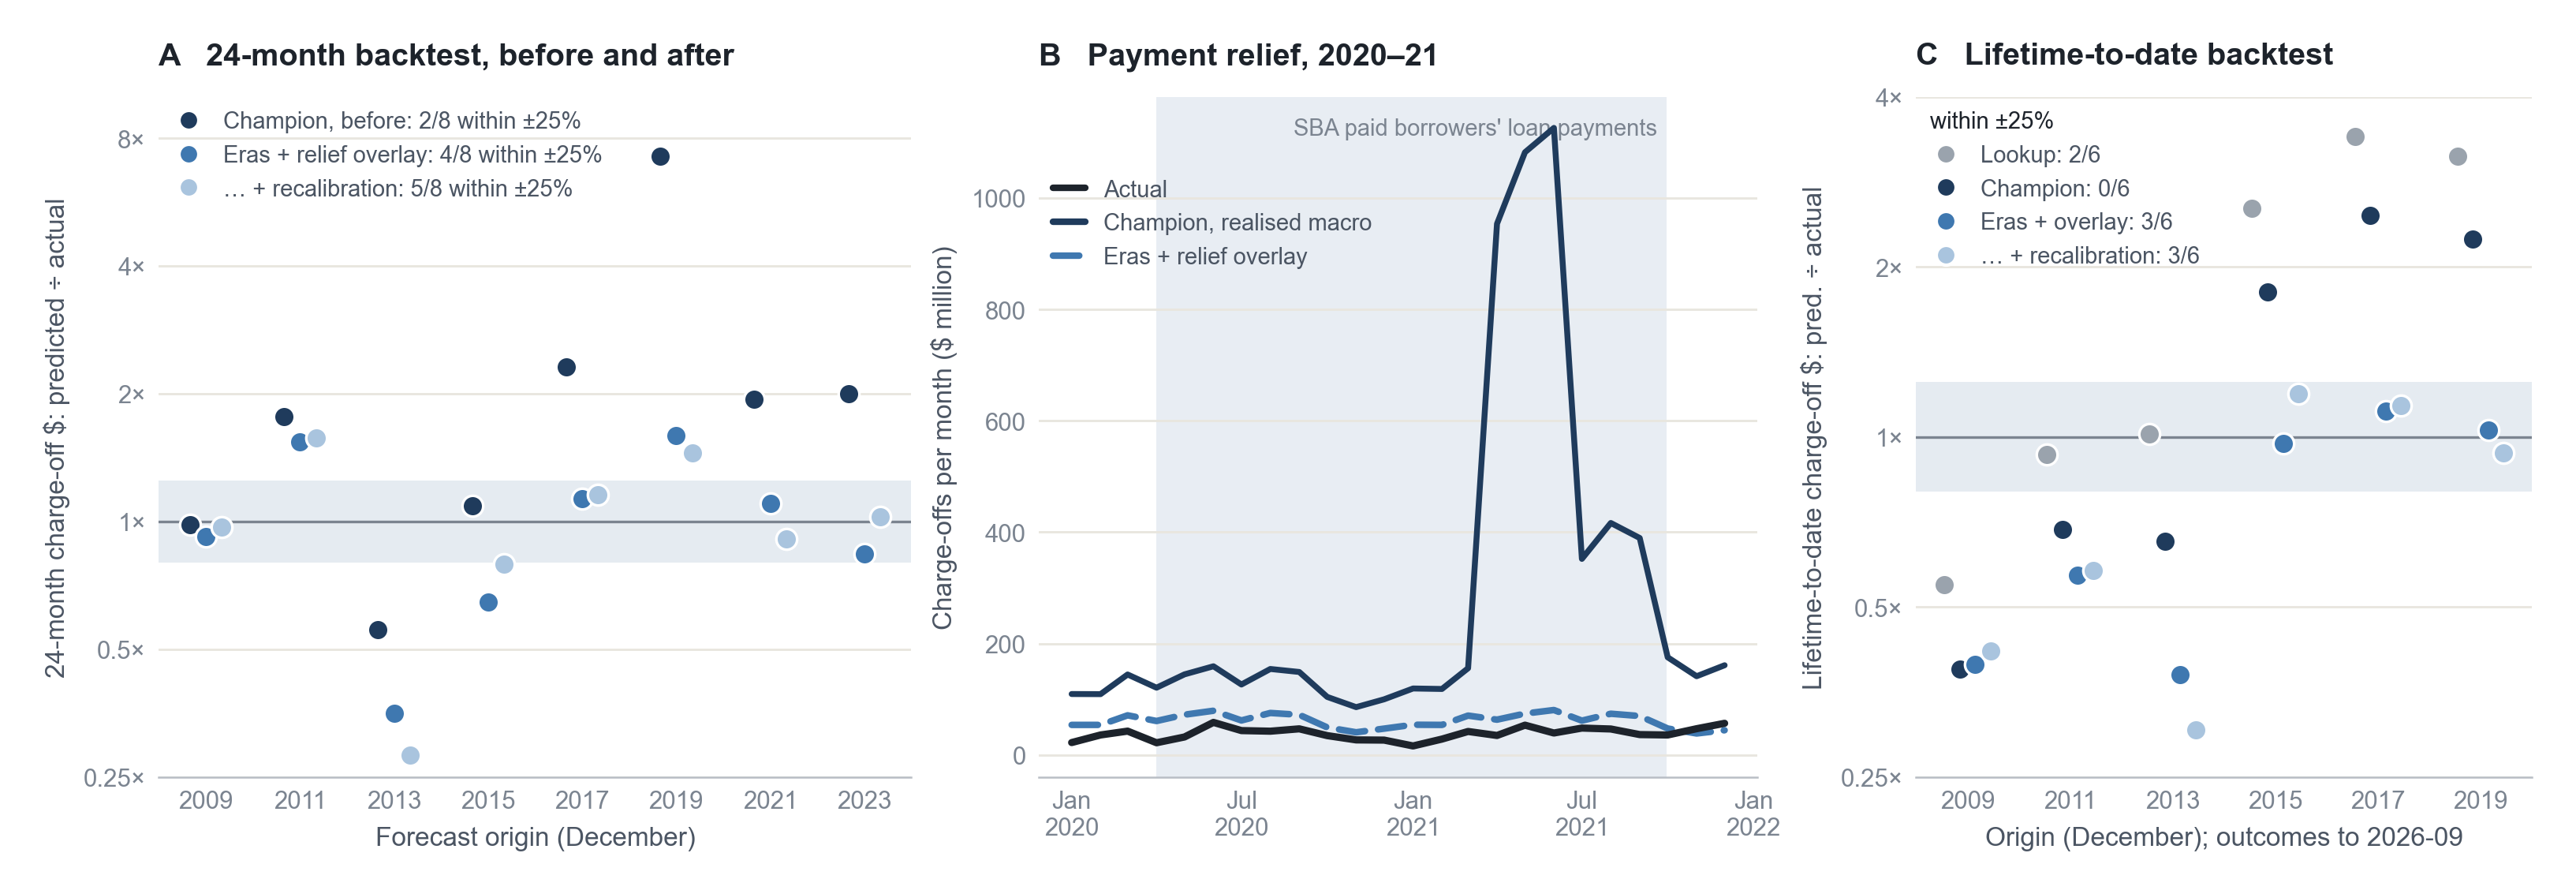 A 24-month backtest, before and after
Champion, before: 2/8 within ±25%
Eras + relief overlay: 4/8 within ±25%
… + recalibration: 5/8 within ±25%
24-month charge-off $: predicted ÷ actual
8×
4×
2×
1×
0.5×
0.25×
2009 2011 2013 2015 2017 2019 2021 2023
Forecast origin (December)
B Payment relief, 2020–21
SBA paid borrowers' loan payments
Actual
Champion, realised macro
Eras + relief overlay
Charge-offs per month ($ million)
1000
800
600
400
200
0
Jan Jul Jan Jul Jan
2020 2020 2021 2021 2022
C Lifetime-to-date backtest
within ±25%
Lookup: 2/6
Champion: 0/6
Eras + overlay: 3/6
… + recalibration: 3/6
Lifetime-to-date charge-off $: pred. ÷ actual
4×
2×
1×
0.5×
0.25×
2009 2011 2013 2015 2017 2019
Origin (December); outcomes to 2026-09